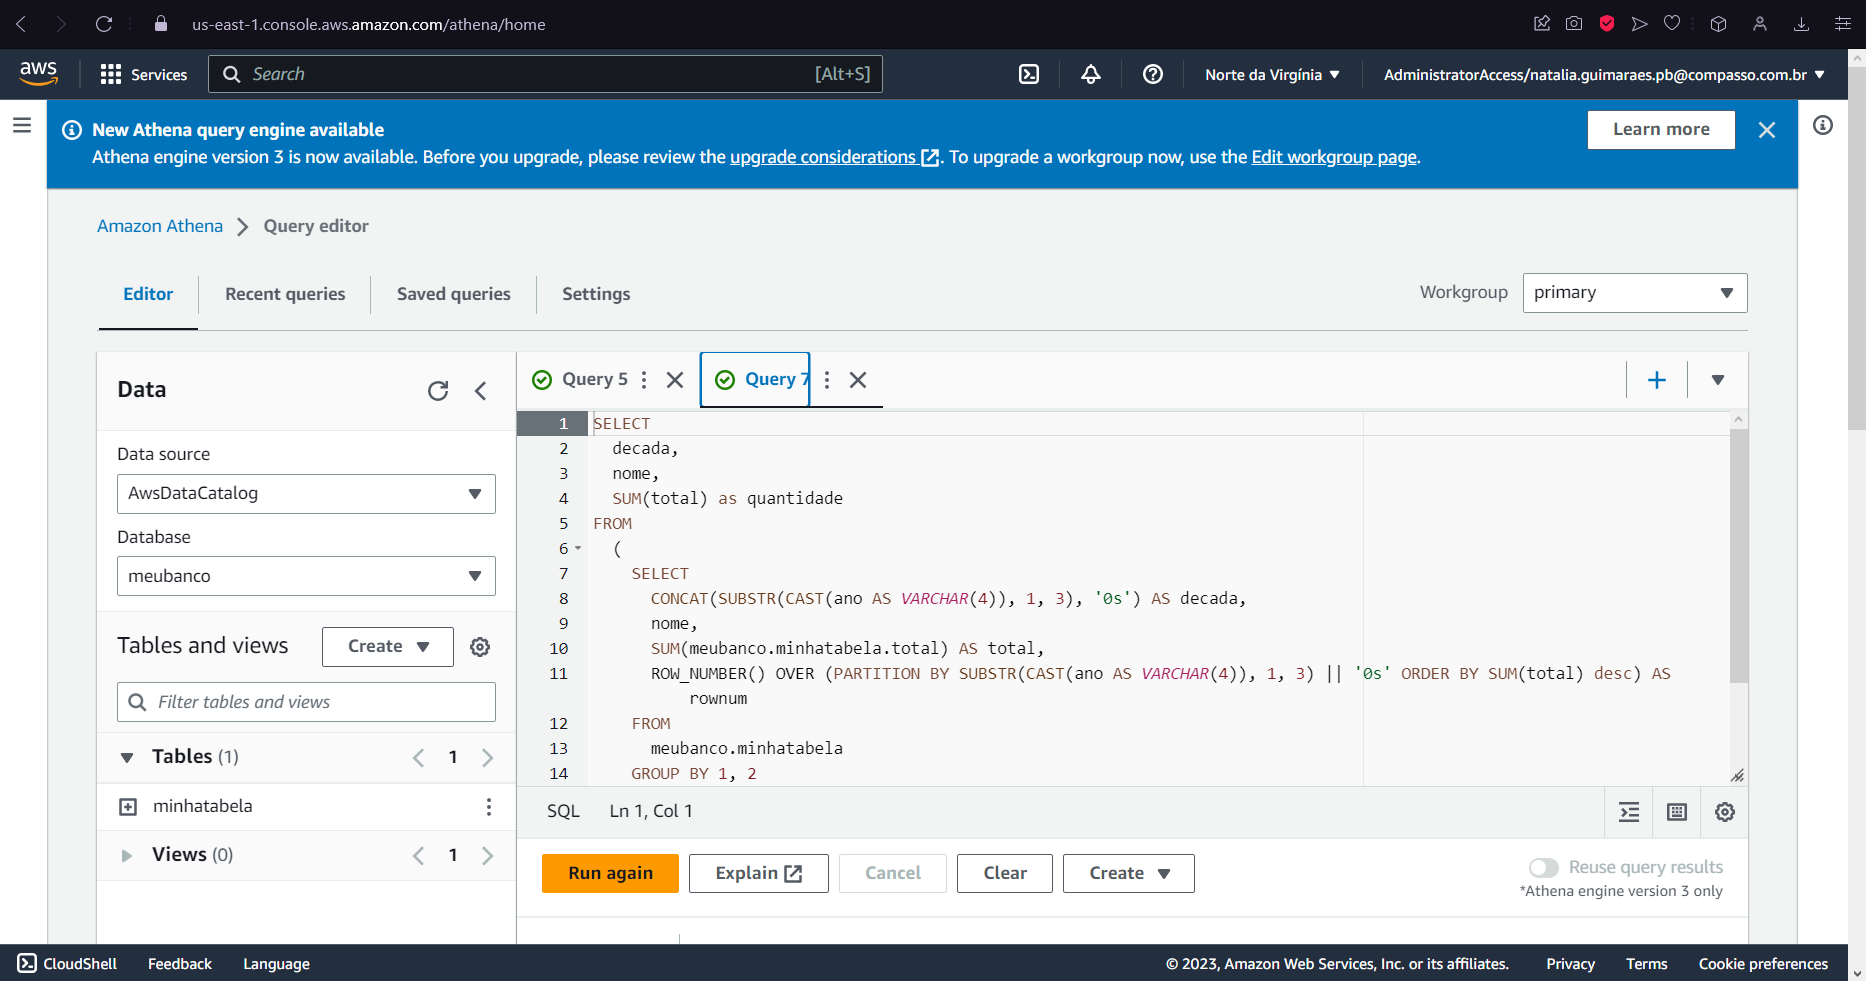 us-east-1.console.aws.amazon.com/athena/home
aws
Services
Search
[Alt+S]
Norte da Virgínia
AdministratorAccess/natalia.guimaraes.pb@compasso.com.br
New Athena query engine available
Athena engine version 3 is now available. Before you upgrade, please review the upgrade considerations. To upgrade a workgroup now, use the Edit workgroup page.
Learn more
Amazon Athena
Query editor
Editor
Recent queries
Saved queries
Settings
Workgroup
primary
Data
Data source
AwsDataCatalog
Database
meubanco
Tables and views
Create
Filter tables and views
Tables (1)
1
minhatabela
Views (0)
1
Query 5
Query 7
1 SELECT
2 decada,
3 nome,
4 SUM(total) as quantidade
5 FROM
6 (
7 SELECT
8 CONCAT(SUBSTR(CAST(ano AS VARCHAR(4)), 1, 3), '0s') AS decada,
9 nome,
10 SUM(meubanco.minhatabela.total) AS total,
11 ROW_NUMBER() OVER (PARTITION BY SUBSTR(CAST(ano AS VARCHAR(4)), 1, 3) || '0s' ORDER BY SUM(total) desc) AS
rownum
12 FROM
13 meubanco.minhatabela
14 GROUP BY 1, 2
SQL
Ln 1, Col 1
Run again
Explain
Cancel
Clear
Create
Reuse query results
*Athena engine version 3 only
CloudShell
Feedback
Language
© 2023, Amazon Web Services, Inc. or its affiliates.
Privacy
Terms
Cookie preferences